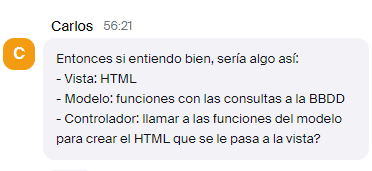 Carlos 56:21
C
Entonces si entiendo bien, sería algo así:
- Vista: HTML
- Modelo: funciones con las consultas a la BBDD
- Controlador: llamar a las funciones del modelo
para crear el HTML que se le pasa a la vista?